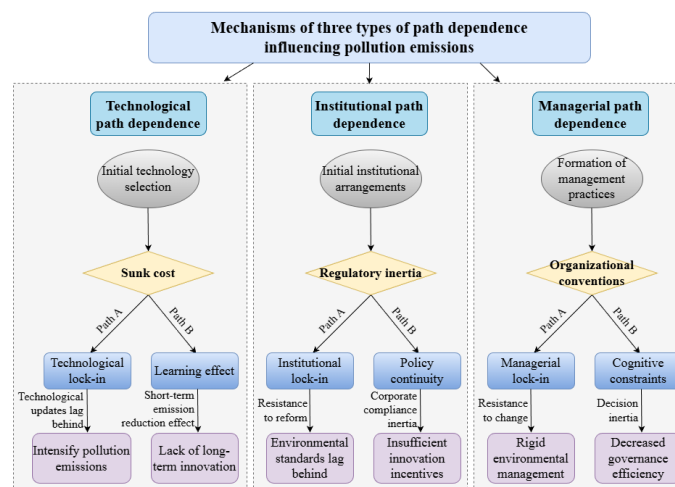 Mechanisms of three types of path dependence
influencing pollution emissions
Technological
path dependence
Initial technology
selection
Sunk cost
Path A
Path B
Technological
lock-in
Learning effect
Technological
updates lag
behind
Short-term
emission
reduction effect
Intensify pollution
emissions
Lack of long-
term innovation
Institutional path
dependence
Initial institutional
arrangements
Regulatory inertia
Path A
Path B
Institutional
lock-in
Policy
continuity
Resistance
to reform
Corporate
compliance
inertia
Environmental
standards lag
behind
Insufficient
innovation
incentives
Managerial path
dependence
Formation of
management
practices
Organizational
conventions
Path A
Path B
Managerial
lock-in
Cognitive
constraints
Resistance
to change
Decision
inertia
Rigid
environmental
management
Decreased
governance
efficiency